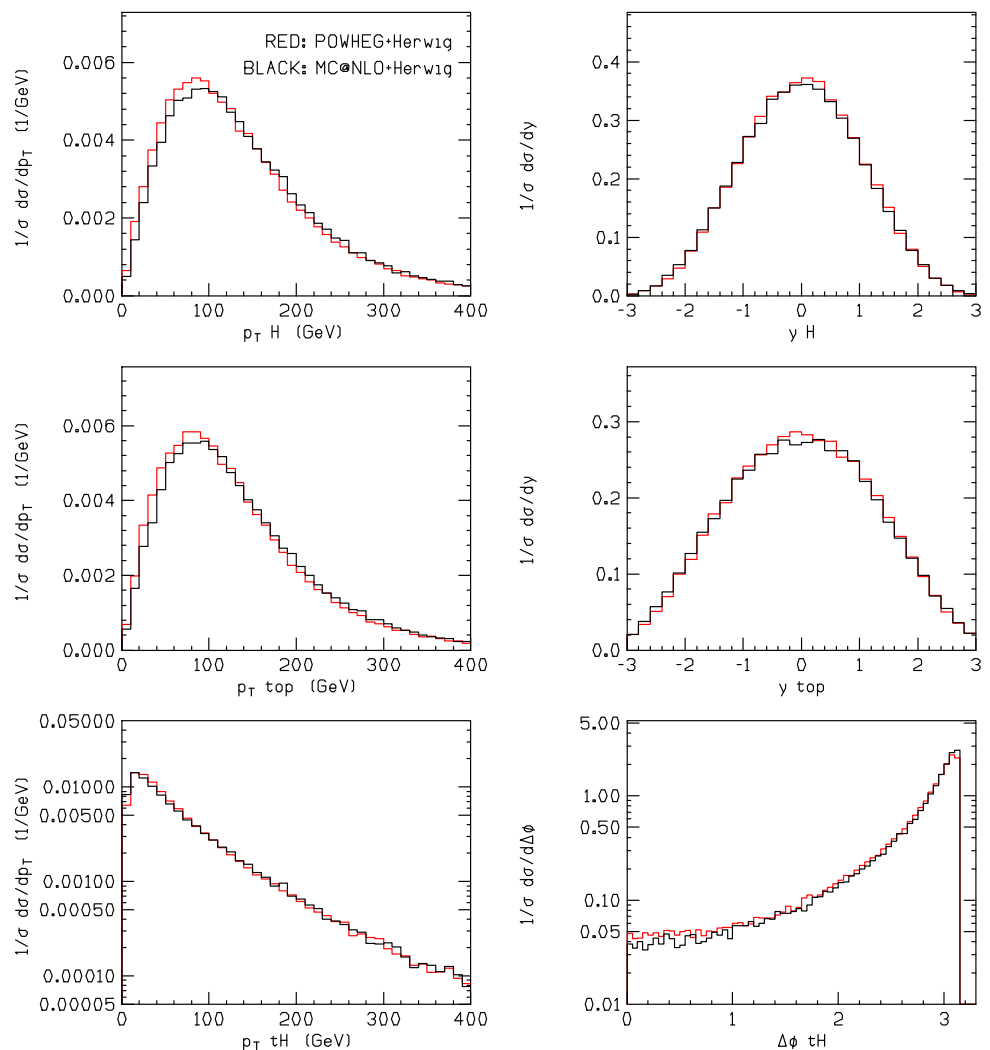 RED: POWHEG+Herwig
BLACK: MC@NLO+Herwig
1/σ dσ/dp_T (1/GeV)
0.006
0.004
0.002
0.000
0 100 200 300 400
p_T H (GeV)
1/σ dσ/dy
0.4
0.3
0.2
0.1
0.0
-3 -2 -1 0 1 2 3
y H
1/σ dσ/dp_T (1/GeV)
0.006
0.004
0.002
0.000
0 100 200 300 400
p_T top (GeV)
1/σ dσ/dy
0.3
0.2
0.1
0.0
-3 -2 -1 0 1 2 3
y top
1/σ dσ/dp_T (1/GeV)
0.05000
0.01000
0.00500
0.00100
0.00050
0.00010
0.00005
0 100 200 300 400
p_T tH (GeV)
1/σ dσ/dΔϕ
5.00
1.00
0.50
0.10
0.05
0.01
0 1 2 3
Δϕ tH